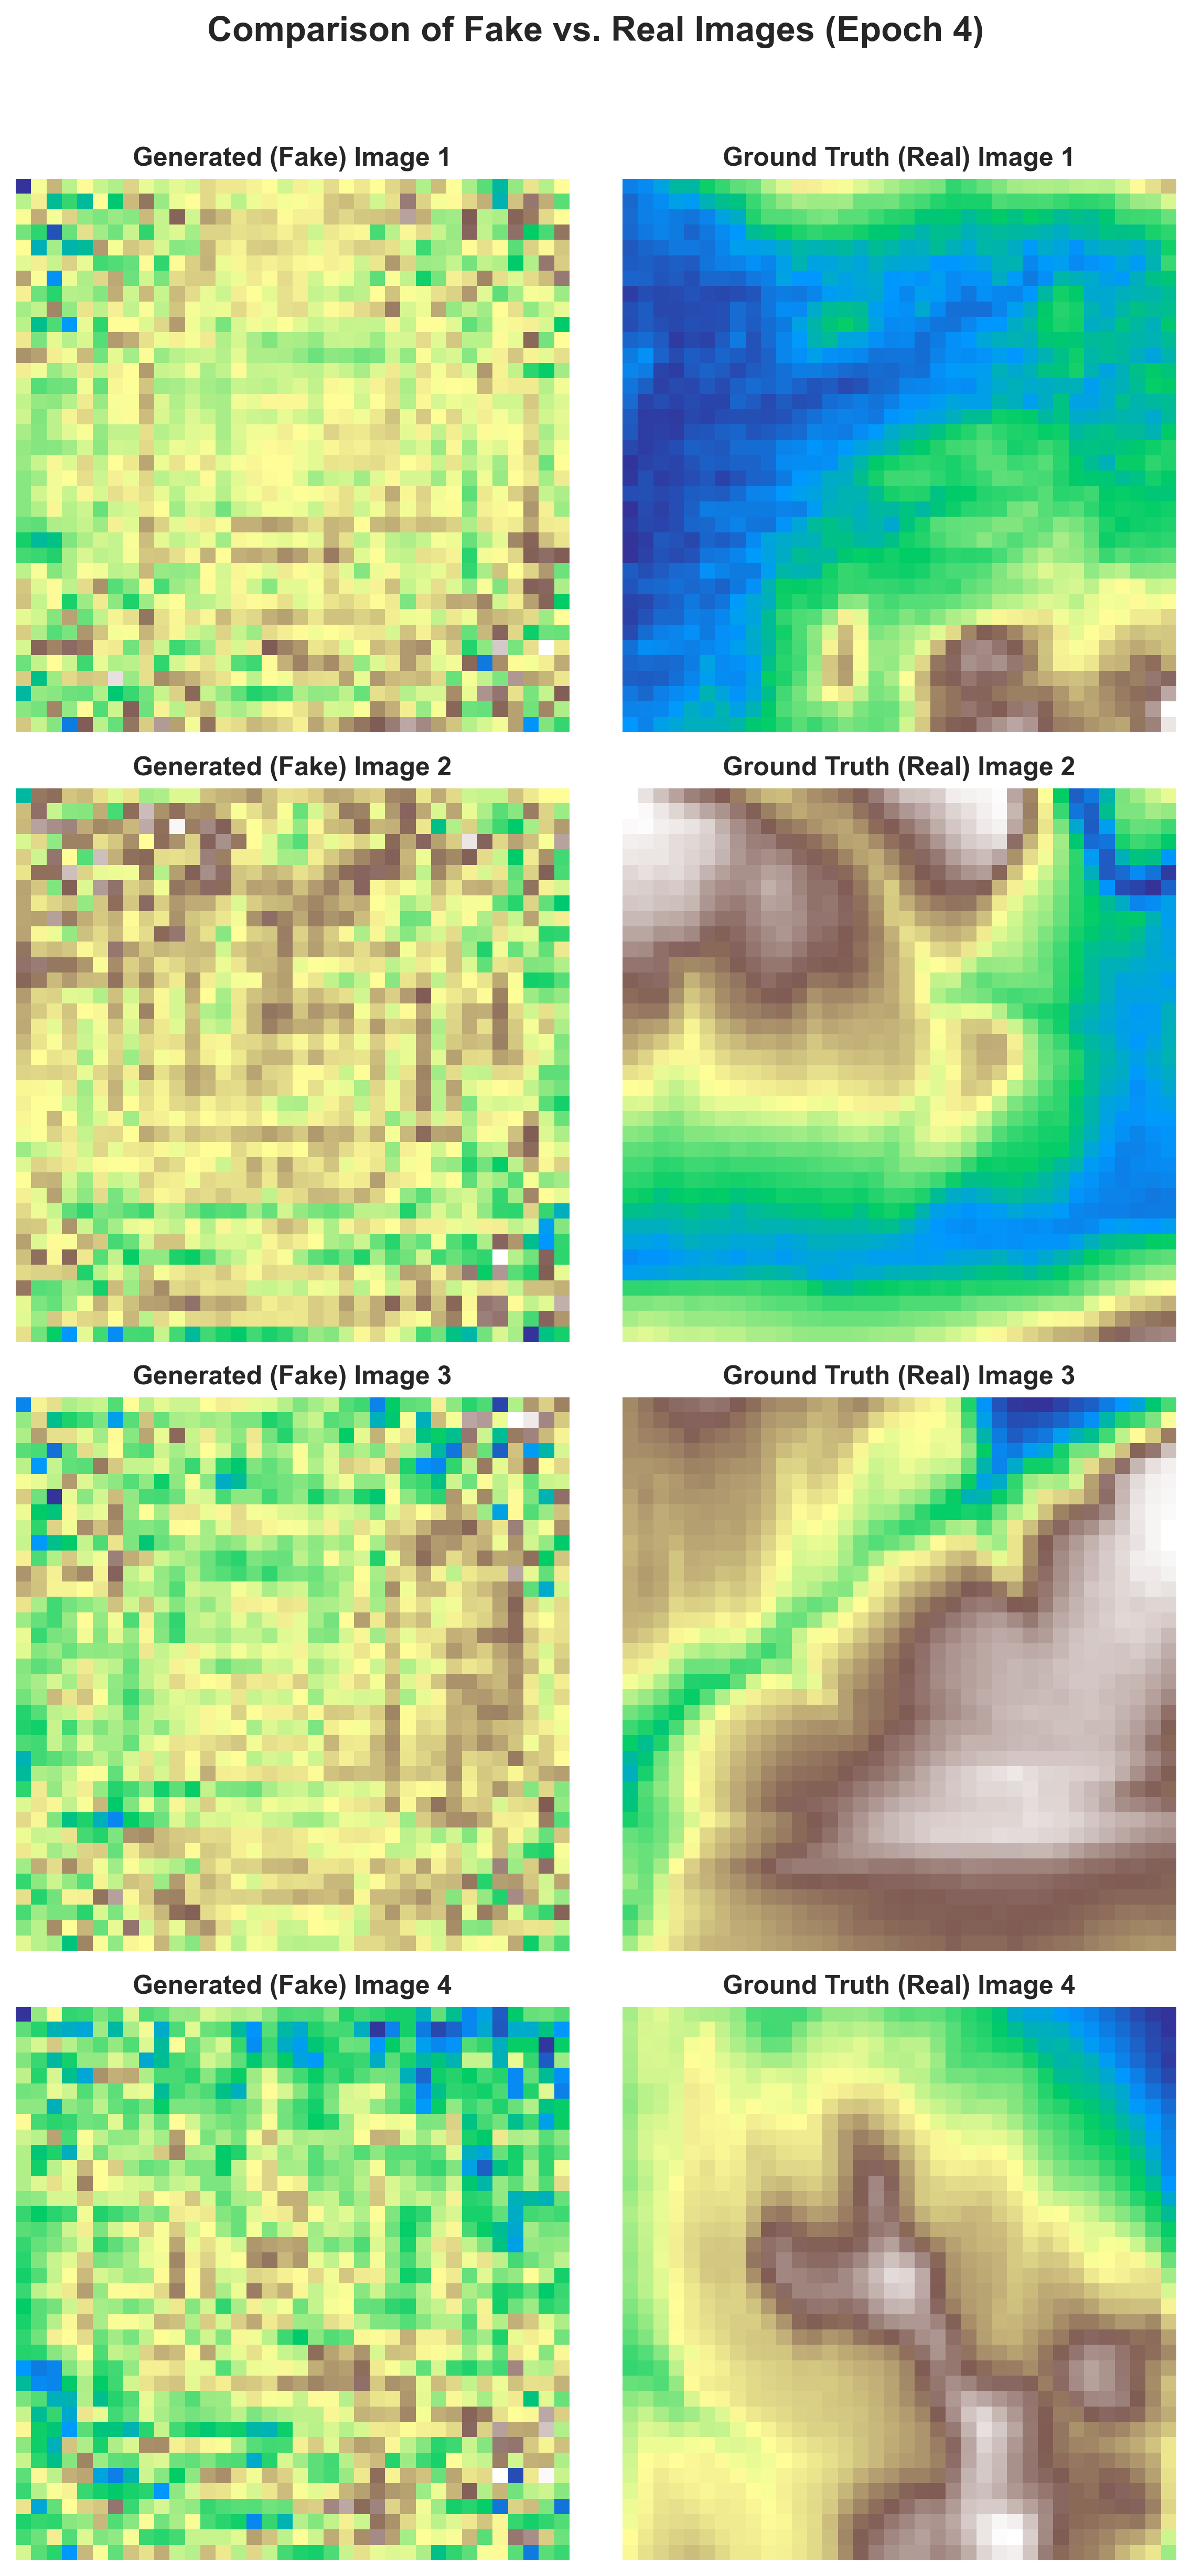 Comparison of Fake vs. Real Images (Epoch 4)
Generated (Fake) Image 1
Ground Truth (Real) Image 1
Generated (Fake) Image 2
Ground Truth (Real) Image 2
Generated (Fake) Image 3
Ground Truth (Real) Image 3
Generated (Fake) Image 4
Ground Truth (Real) Image 4